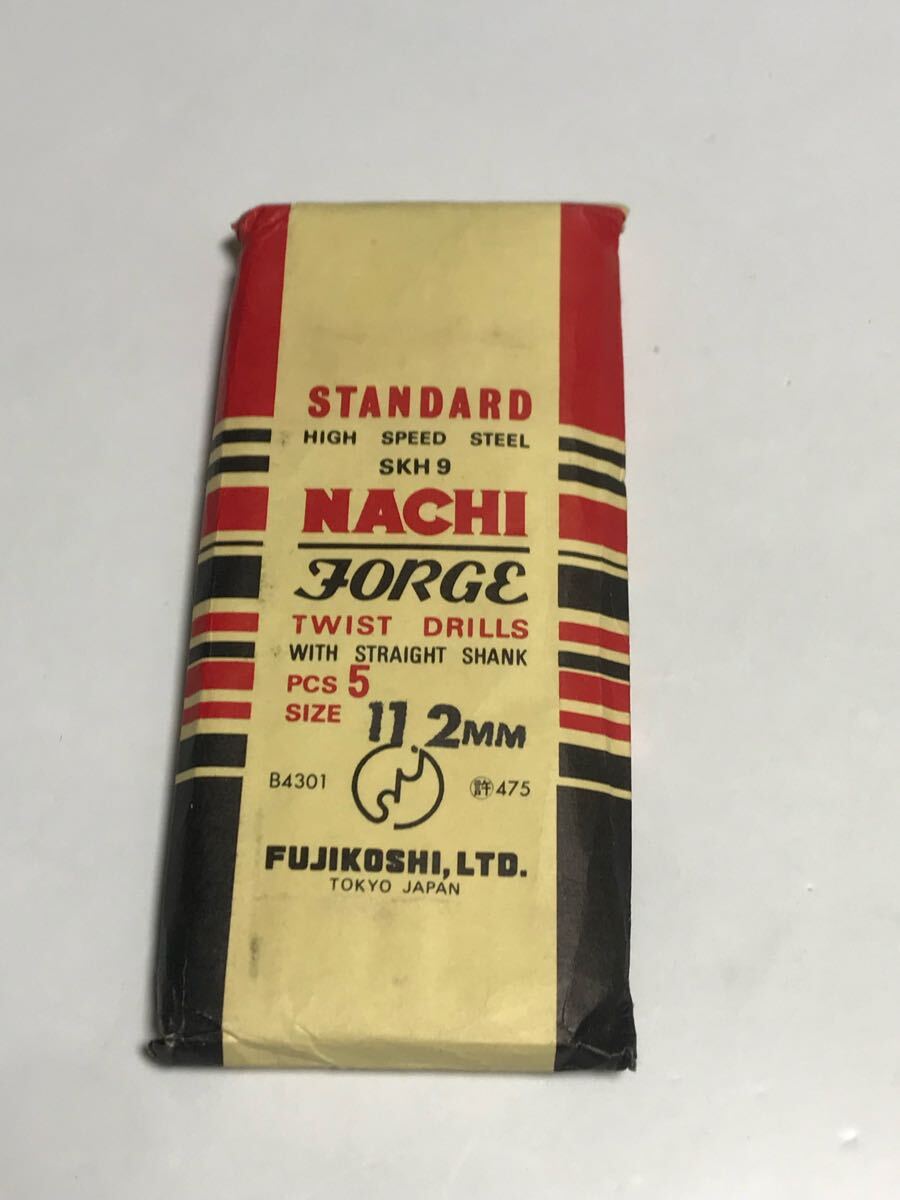 STANDARD
HIGH SPEED STEEL
SKH 9
NACHI
FORGE
TWIST DRILLS
WITH STRAIGHT SHANK
PCS 5
SIZE 11.2MM
B4301 許475
FUJIKOSHI, LTD.
TOKYO JAPAN